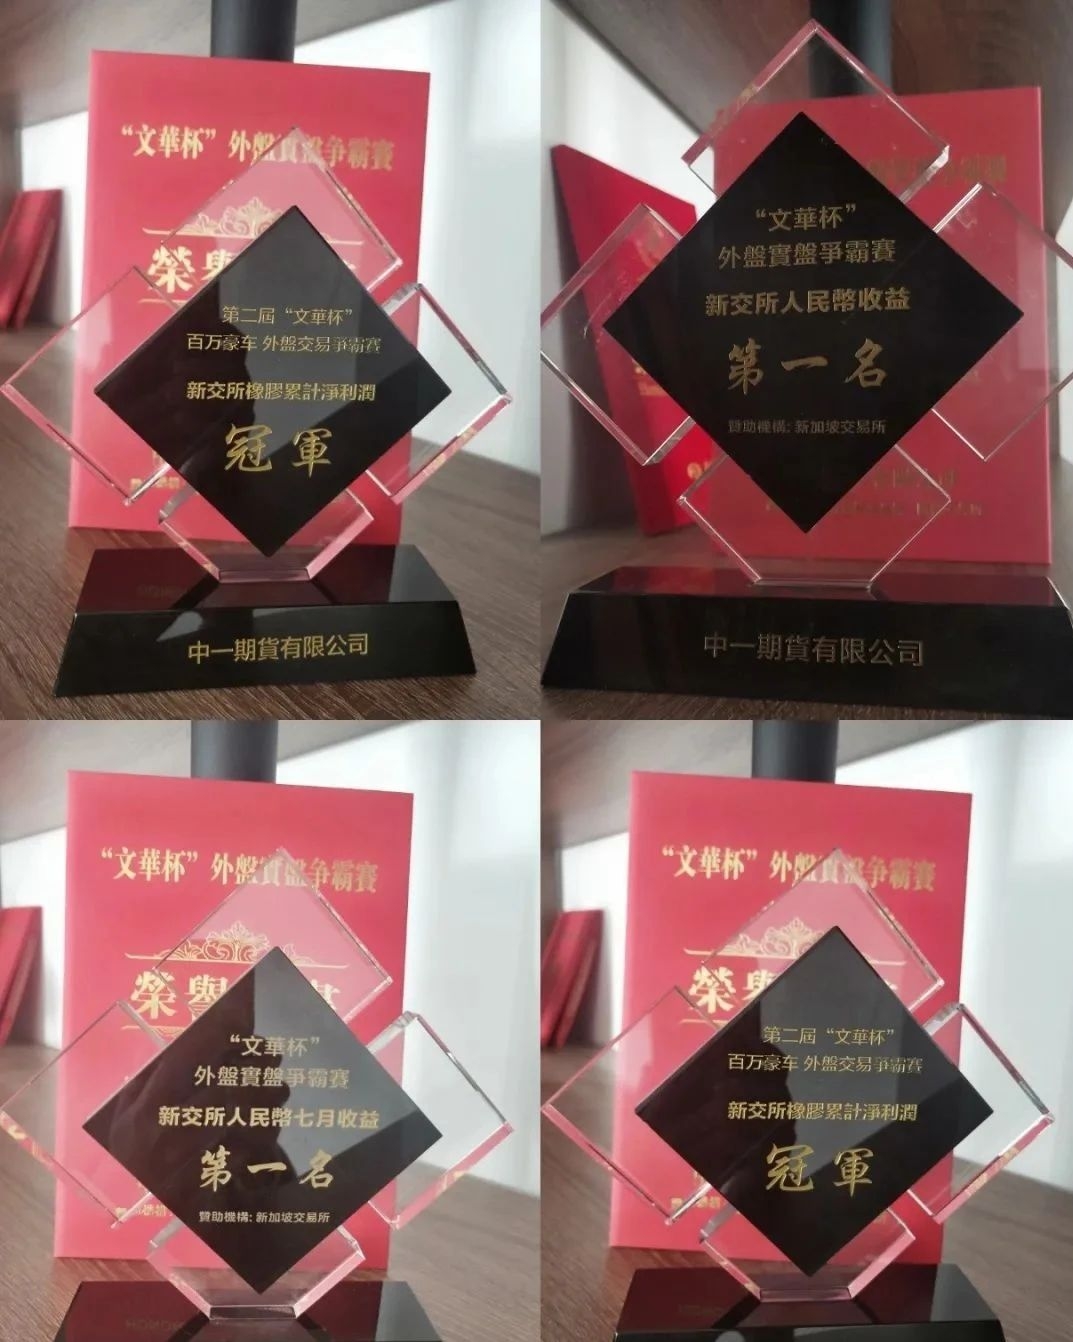 “文華杯”外盤實盤争霸賽
榮譽
第二屆“文華杯”
百万豪车 外盤交易爭霸賽
新交所橡膠累計淨利潤
冠軍
中一期貨有限公司
“文華杯”
外盤實盤爭霸賽
新交所人民幣收益
第一名
贊助機構: 新加坡交易所
中一期貨有限公司
“文華杯”外盤實盤争霸賽
榮譽
“文華杯”
外盤實盤爭霸賽
新交所人民幣七月收益
第一名
贊助機構: 新加坡交易所
“文華杯”外盤實盤争霸賽
榮
第二屆“文華杯”
百万豪车 外盤交易爭霸賽
新交所橡膠累計淨利潤
冠軍